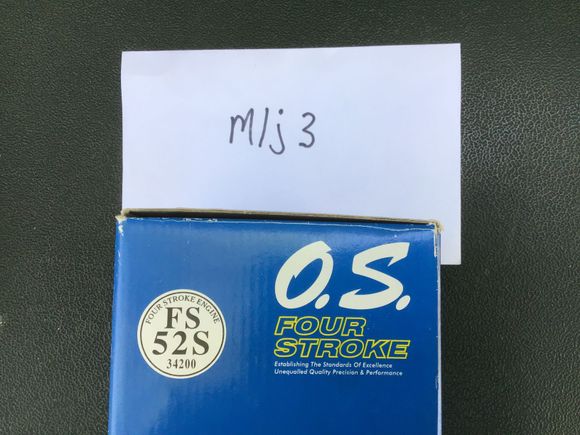 m/j 3
FOUR STROKE ENGINE
FS
52S
34200
O.S.
FOUR
STROKE
Establishing The Standards Of Excellence
Unequalled Quality Precision & Performance